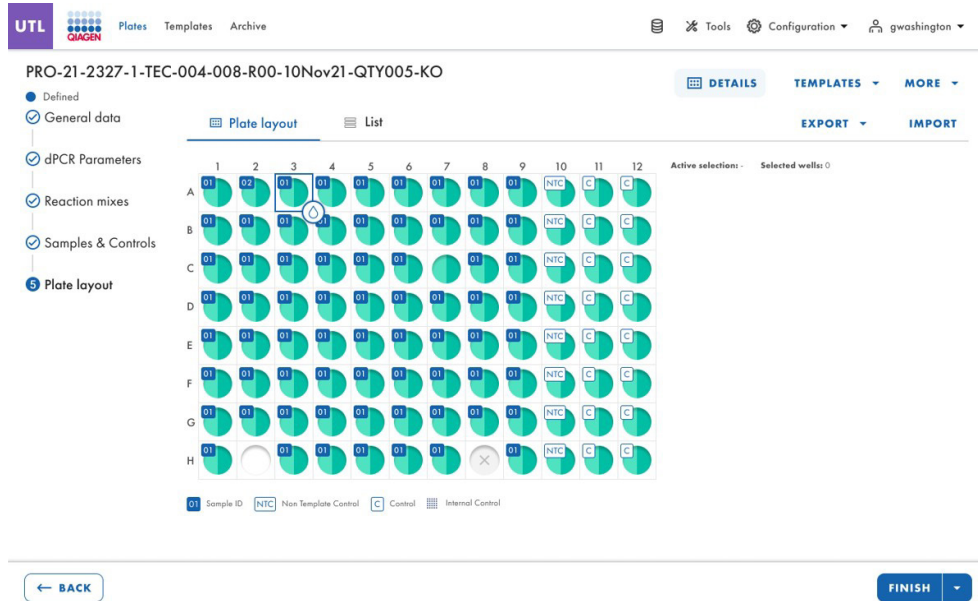 UTL QIAGEN Plates Templates Archive Tools Configuration gwashington
PRO-21-2327-1-TEC-004-008-R00-10Nov21-QTY005-KO
DETAILS TEMPLATES MORE
Defined
General data
Plate layout List
EXPORT IMPORT
dPCR Parameters
Reaction mixes
Samples & Controls
5 Plate layout
1 2 3 4 5 6 7 8 9 10 11 12
Active selection: - Selected wells: 0
A 01 02 01 01 01 01 01 01 01 NTC C C
B 01 01 01 01 01 01 01 01 01 NTC C C
C 01 01 01 01 01 01 01 01 NTC C C
D 01 01 01 01 01 01 01 01 01 NTC C C
E 01 01 01 01 01 01 01 01 01 NTC C C
F 01 01 01 01 01 01 01 01 01 NTC C C
G 01 01 01 01 01 01 01 01 01 NTC C C
H 01 01 01 01 01 01 01 NTC C C
01 Sample ID NTC Non Template Control C Control Internal Control
← BACK
FINISH